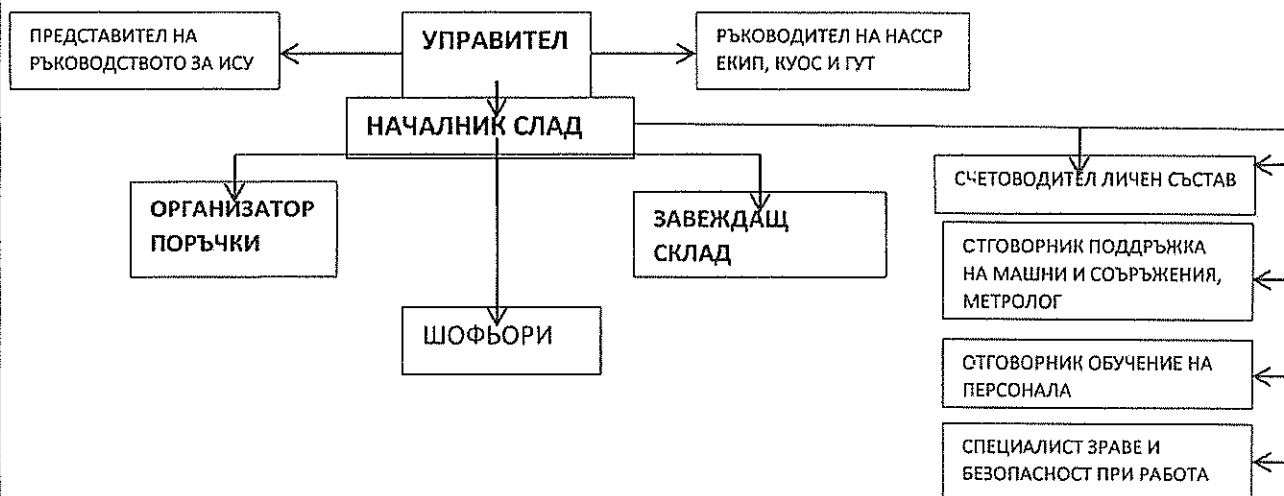 ПРЕДСТАВИТЕЛ НА
РЪКОВОДСТВОТО ЗА ИСУ
УПРАВИТЕЛ
РЪКОВОДИТЕЛ НА НАССР
ЕКИП, КУОС И ГУТ
НАЧАЛНИК СЛАД
ОРГАНИЗАТОР
ПОРЪЧКИ
ЗАВЕЖДАЩ
СКЛАД
ШОФЬОРИ
СЧЕТОВОДИТЕЛ ЛИЧЕН СЪСТАВ
ОТГОВОРНИК ПОДДРЪЖКА
НА МАШНИ И СОЪРЪЖЕНИЯ,
МЕТРОЛОГ
ОТГОВОРНИК ОБУЧЕНИЕ НА
ПЕРСОНАЛА
СПЕЦИАЛИСТ ЗРАВЕ И
БЕЗОПАСНОСТ ПРИ РАБОТА